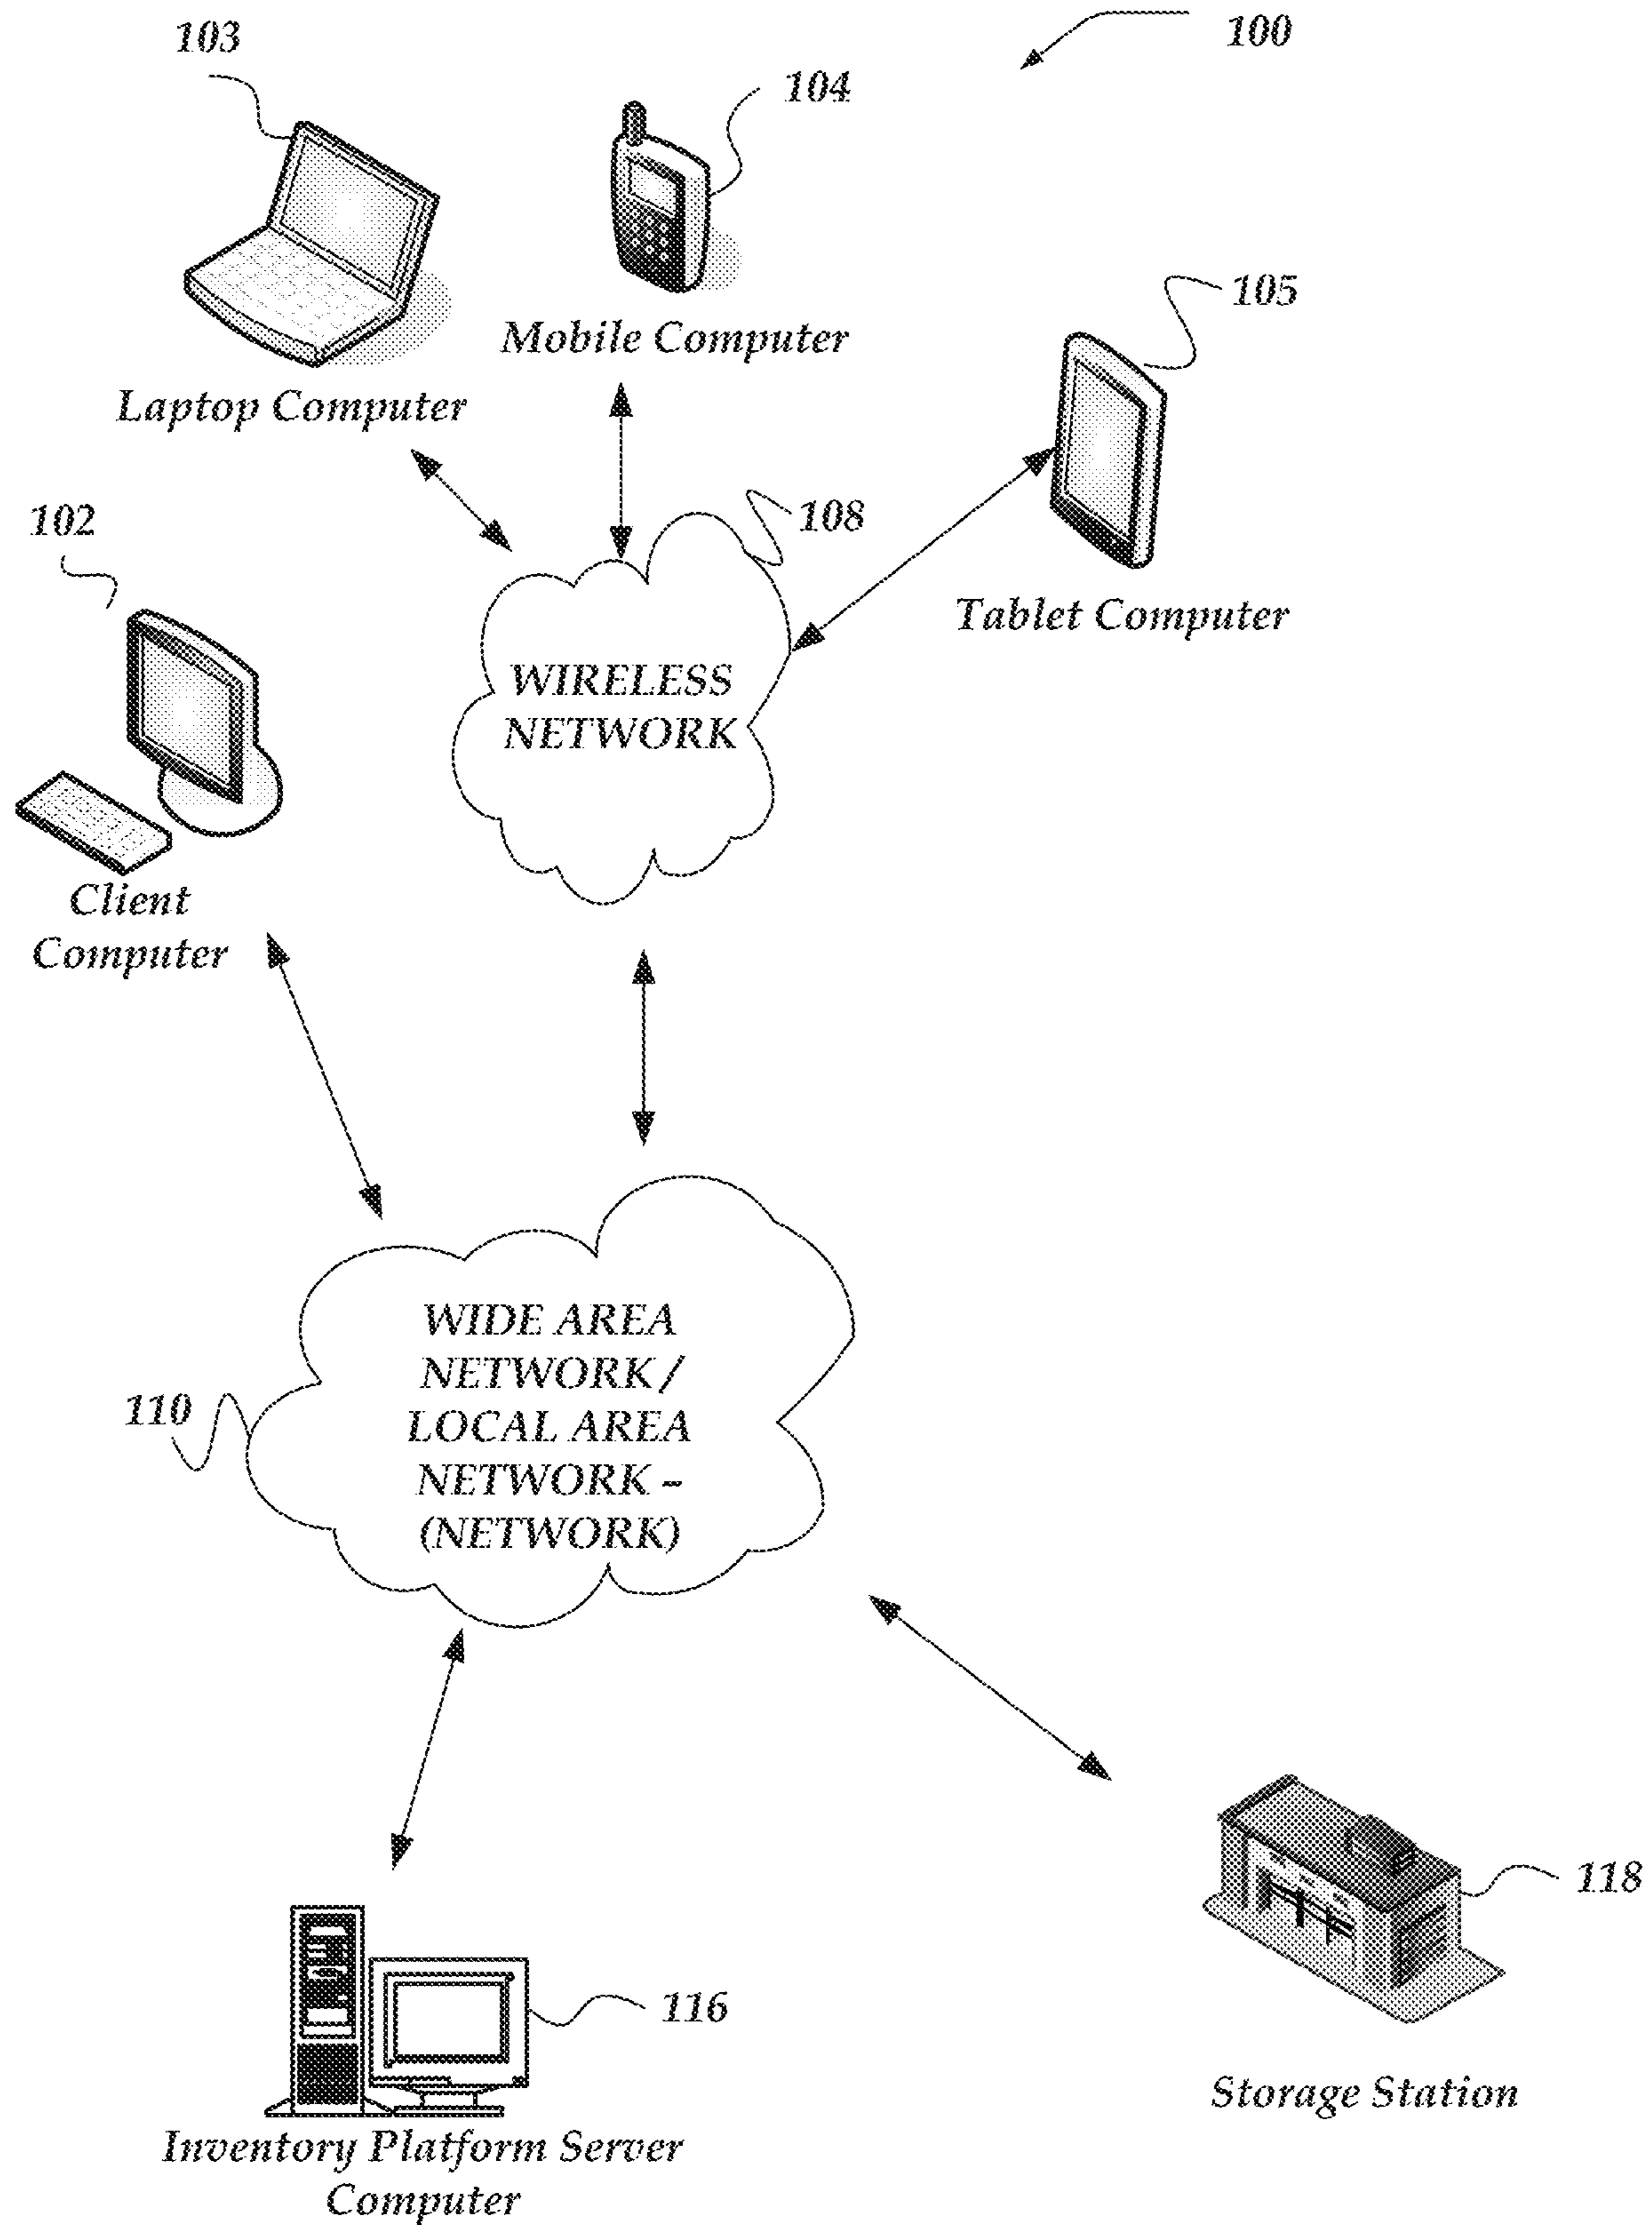 103
100
104
Mobile Computer
105
Laptop Computer
102
108
Tablet Computer
WIRELESS
NETWORK
Client
Computer
WIDE AREA
NETWORK /
LOCAL AREA
NETWORK –
(NETWORK)
110
118
116
Storage Station
Inventory Platform Server
Computer